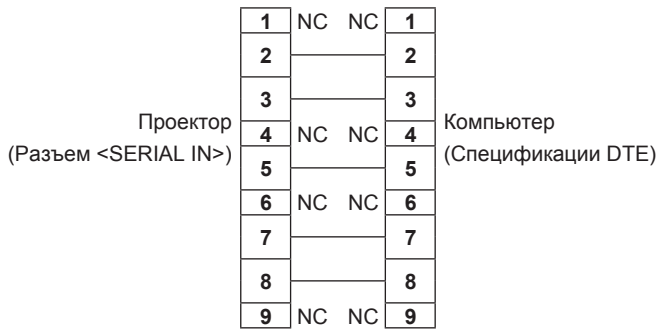 1 NC NC 1
2 2
3 3
Проектор
(Разъем <SERIAL IN>)
4 NC NC 4
Компьютер
(Спецификации DTE)
5 5
6 NC NC 6
7 7
8 8
9 NC NC 9